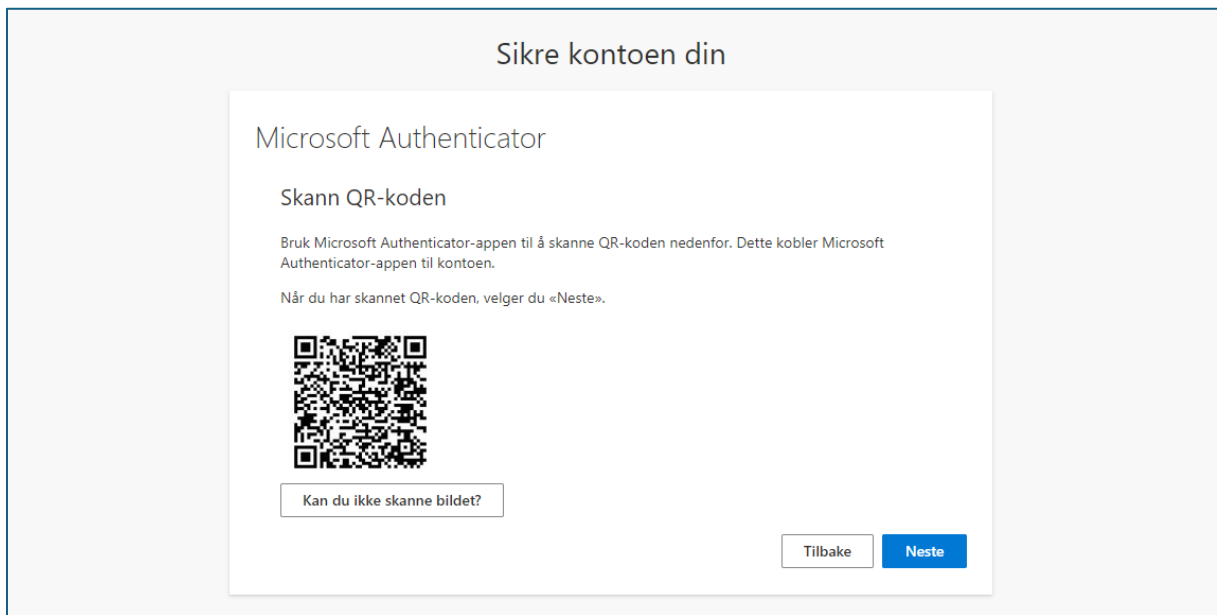 Sikre kontoen din
Microsoft Authenticator
Skann QR-koden
Bruk Microsoft Authenticator-appen til å skanne QR-koden nedenfor. Dette kobler Microsoft
Authenticator-appen til kontoen.
Når du har skannet QR-koden, velger du «Neste».
Kan du ikke skanne bildet?
Tilbake
Neste